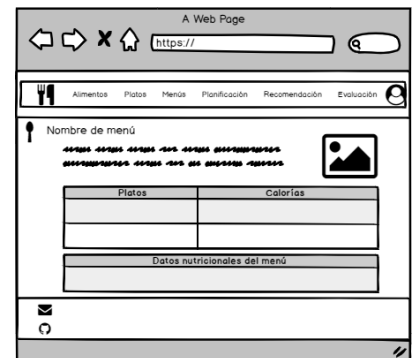 A Web Page
https://
Alimentos Platos Menús Planificación Recomendación Evaluación
Nombre de menú
Platos Calorías
Datos nutricionales del menú